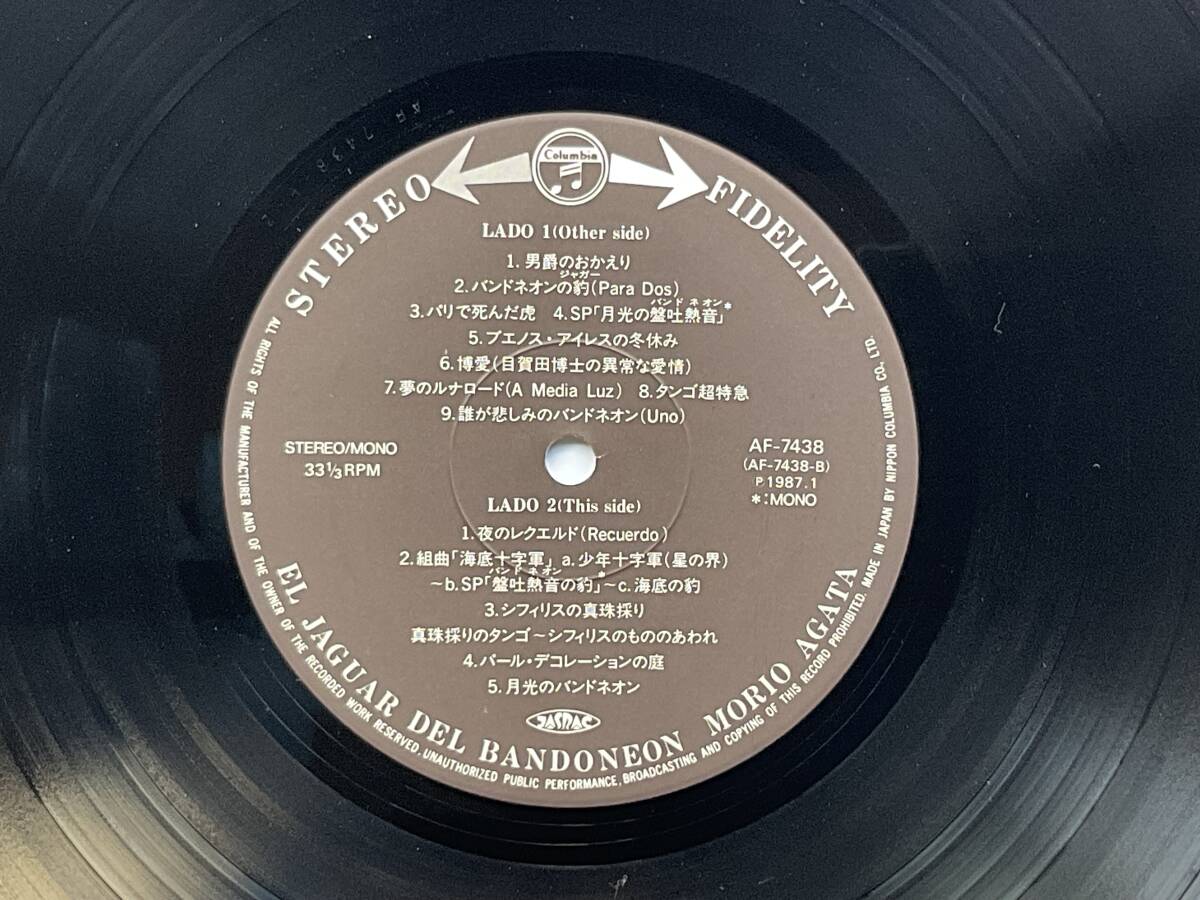 Columbia
STEREO FIDELITY
LADO 1(Other side)
1. 男爵のおかえり
ジャガー
2. バンドネオンの豹(Para Dos)
バンド ネオン
3. パリで死んだ虎 4. SP「月光の盤吐熱音」*
5. ブエノス・アイレスの冬休み
6. 博愛(目賀田博士の異常な愛情)
7. 夢のルナロード(A Media Luz) 8. タンゴ超特急
9. 誰が悲しみのバンドネオン(Uno)
STEREO/MONO
33⅓RPM
AF-7438
(AF-7438-B)
P1987.1
*:MONO
LADO 2(This side)
1. 夜のレクエルド(Recuerdo)
2. 組曲「海底十字軍」a. 少年十字軍(星の界)
バンド ネオン
~b. SP「盤吐熱音の豹」*~c. 海底の豹
3. シフィリスの真珠採り
真珠採りのタンゴ~シフィリスのもののあわれ
4. パール・デコレーションの庭
5. 月光のバンドネオン
JASRAC
EL JAGUAR DEL BANDONEON MORIO AGATA
ALL RIGHTS OF THE MANUFACTURER AND OF THE OWNER OF THE RECORDED WORK RESERVED. UNAUTHORIZED PUBLIC PERFORMANCE, BROADCASTING AND COPYING OF THIS RECORD PROHIBITED. MADE IN JAPAN BY NIPPON COLUMBIA CO., LTD.